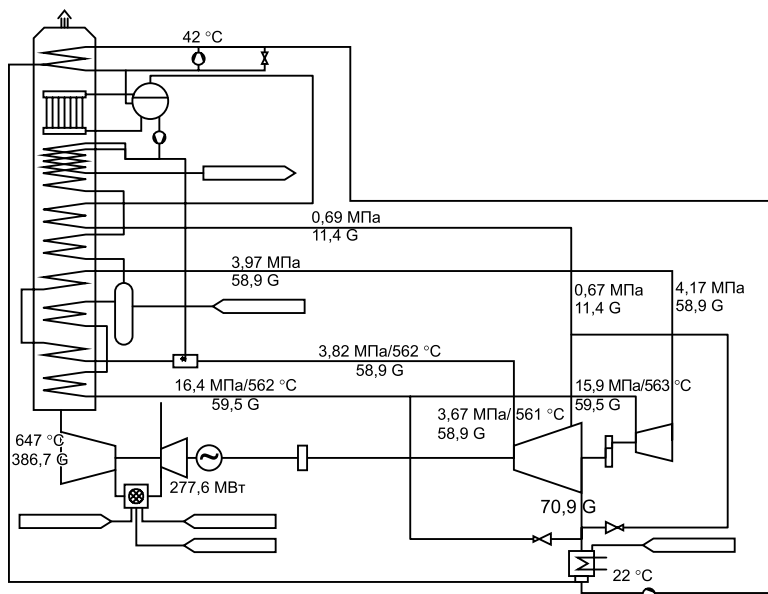 42 °C
0,69 МПа
11,4 G
3,97 МПа
58,9 G
0,67 МПа
11,4 G
4,17 МПа
58,9 G
3,82 МПа/562 °C
58,9 G
16,4 МПа/562 °C
59,5 G
15,9 МПа/563 °C
59,5 G
3,67 МПа/561 °C
58,9 G
647 °C
386,7 G
277,6 МВт
70,9 G
22 °C